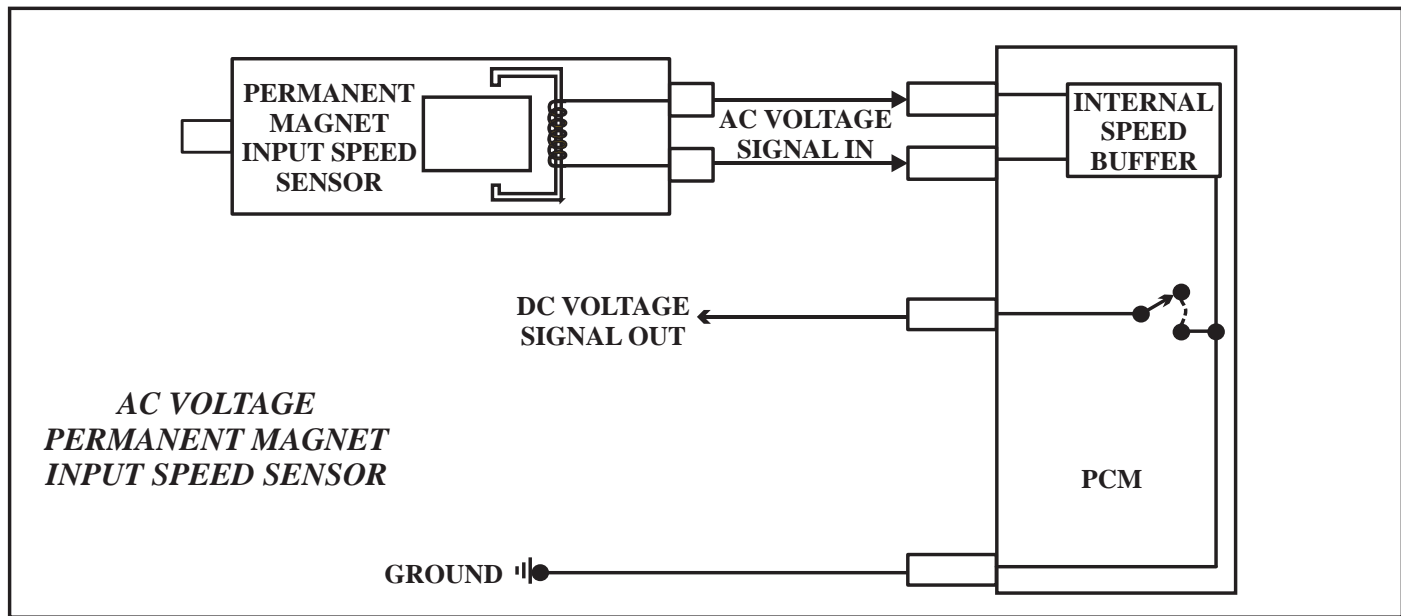 PERMANENT
MAGNET
INPUT SPEED
SENSOR
AC VOLTAGE
SIGNAL IN
INTERNAL
SPEED
BUFFER
DC VOLTAGE
SIGNAL OUT
AC VOLTAGE
PERMANENT MAGNET
INPUT SPEED SENSOR
PCM
GROUND